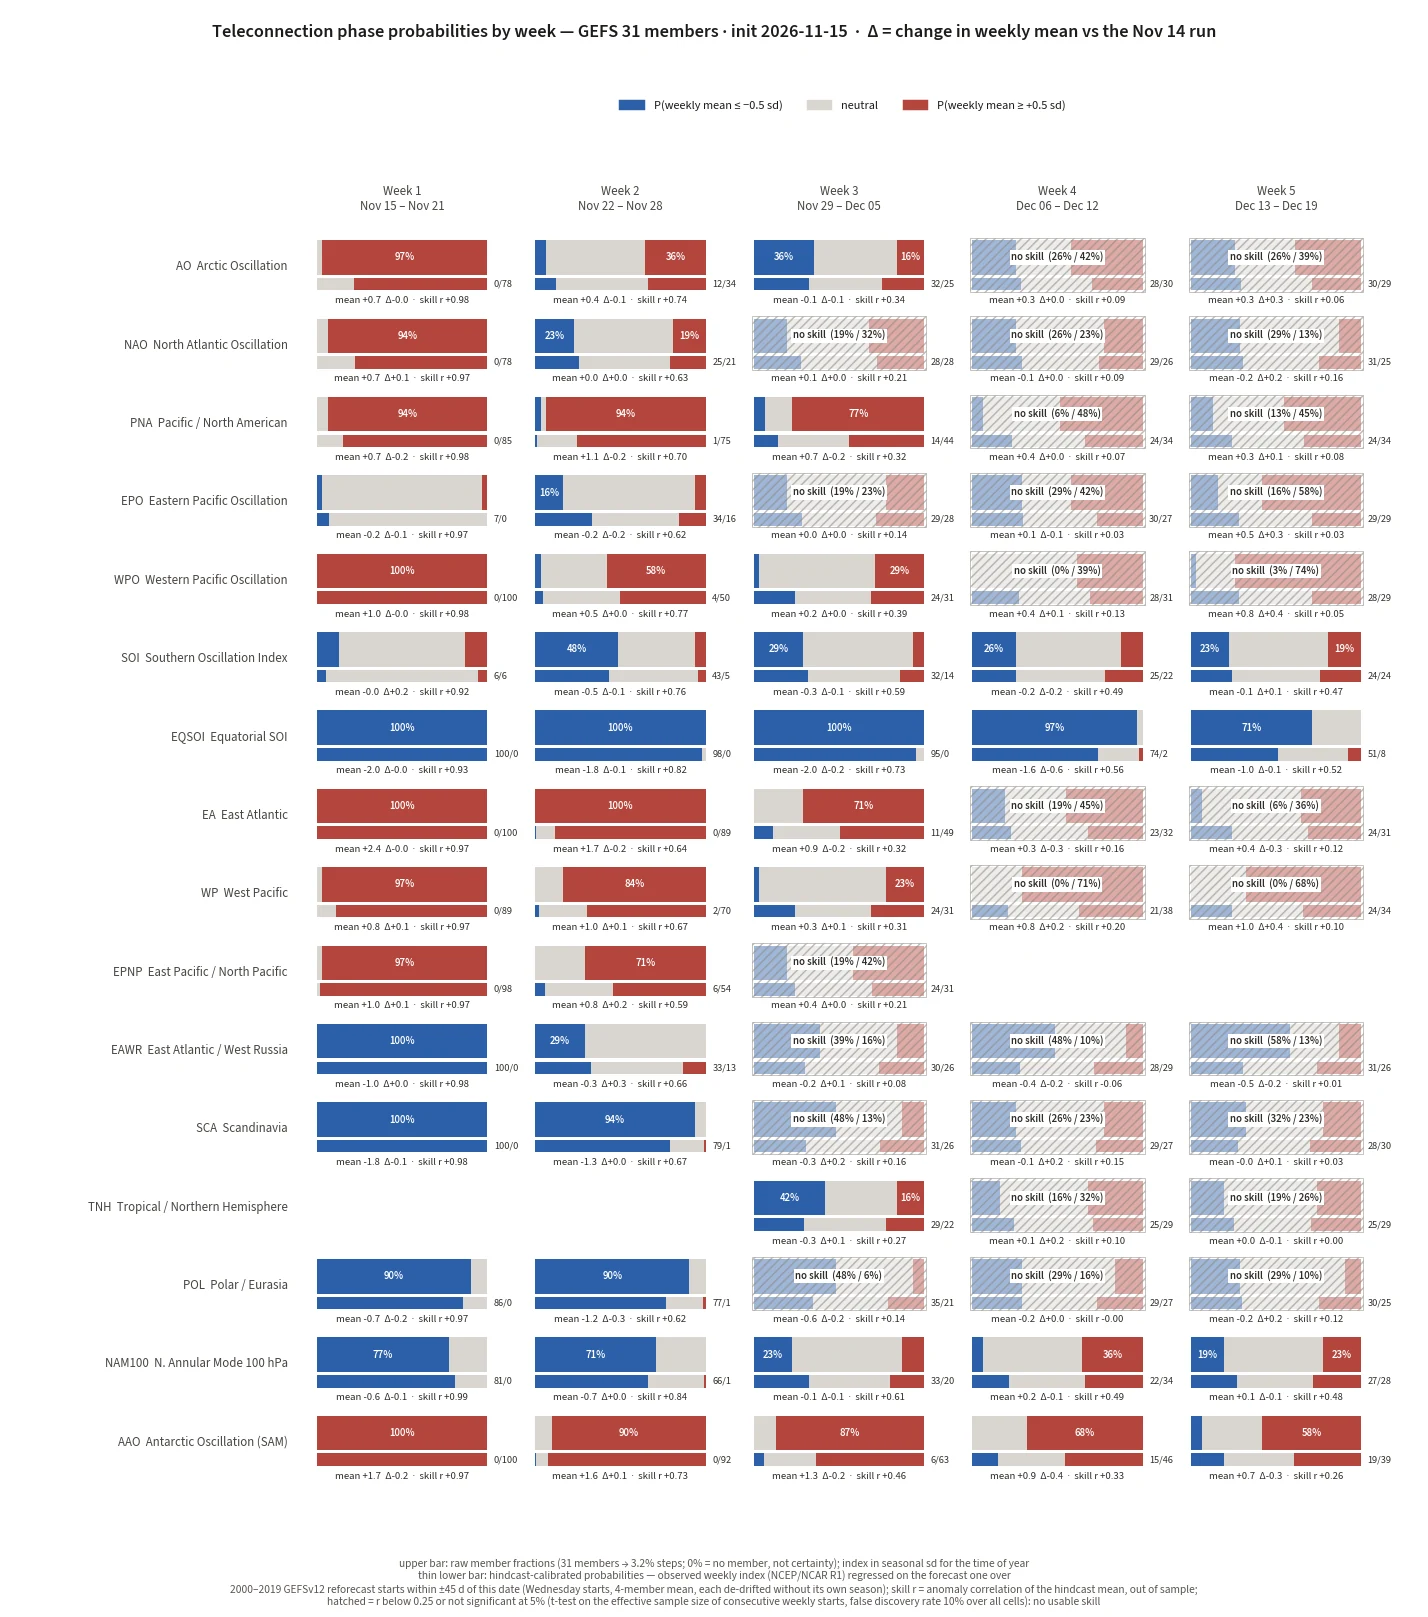 Teleconnection phase probabilities by week — GEFS 31 members · init 2026-11-15 · Δ = change in weekly mean vs the Nov 14 run
P(weekly mean ≤ −0.5 sd) neutral P(weekly mean ≥ +0.5 sd)
Week 1 Week 2 Week 3 Week 4 Week 5
Nov 15 – Nov 21 Nov 22 – Nov 28 Nov 29 – Dec 05 Dec 06 – Dec 12 Dec 13 – Dec 19
97% 36% 36% 16% no skill (26% / 42%) no skill (26% / 39%)
AO Arctic Oscillation
0/78 12/34 32/25 28/30 30/29
mean +0.7 Δ-0.0 · skill r +0.98 mean +0.4 Δ-0.1 · skill r +0.74 mean -0.1 Δ-0.1 · skill r +0.34 mean +0.3 Δ+0.0 · skill r +0.09 mean +0.3 Δ+0.3 · skill r +0.06
94% 23% 19% no skill (19% / 32%) no skill (26% / 23%) no skill (29% / 13%)
NAO North Atlantic Oscillation
0/78 25/21 28/28 29/26 31/25
mean +0.7 Δ+0.1 · skill r +0.97 mean +0.0 Δ+0.0 · skill r +0.63 mean +0.1 Δ+0.0 · skill r +0.21 mean -0.1 Δ+0.0 · skill r +0.09 mean -0.2 Δ+0.2 · skill r +0.16
94% 94% 77% no skill (6% / 48%) no skill (13% / 45%)
PNA Pacific / North American
0/85 1/75 14/44 24/34 24/34
mean +0.7 Δ-0.2 · skill r +0.98 mean +1.1 Δ-0.2 · skill r +0.70 mean +0.7 Δ-0.2 · skill r +0.32 mean +0.4 Δ+0.0 · skill r +0.07 mean +0.3 Δ+0.1 · skill r +0.08
16% no skill (19% / 23%) no skill (29% / 42%) no skill (16% / 58%)
EPO Eastern Pacific Oscillation
7/0 34/16 29/28 30/27 29/29
mean -0.2 Δ-0.1 · skill r +0.97 mean -0.2 Δ-0.2 · skill r +0.62 mean +0.0 Δ+0.0 · skill r +0.14 mean +0.1 Δ-0.1 · skill r +0.03 mean +0.5 Δ+0.3 · skill r +0.03
100% 58% 29% no skill (0% / 39%) no skill (3% / 74%)
WPO Western Pacific Oscillation
0/100 4/50 24/31 28/31 28/29
mean +1.0 Δ-0.0 · skill r +0.98 mean +0.5 Δ+0.0 · skill r +0.77 mean +0.2 Δ+0.0 · skill r +0.39 mean +0.4 Δ+0.1 · skill r +0.13 mean +0.8 Δ+0.4 · skill r +0.05
48% 29% 26% 23% 19%
SOI Southern Oscillation Index
6/6 43/5 32/14 25/22 24/24
mean -0.0 Δ+0.2 · skill r +0.92 mean -0.5 Δ-0.1 · skill r +0.76 mean -0.3 Δ-0.1 · skill r +0.59 mean -0.2 Δ-0.2 · skill r +0.49 mean -0.1 Δ+0.1 · skill r +0.47
100% 100% 100% 97% 71%
EQSOI Equatorial SOI
100/0 98/0 95/0 74/2 51/8
mean -2.0 Δ-0.0 · skill r +0.93 mean -1.8 Δ-0.1 · skill r +0.82 mean -2.0 Δ-0.2 · skill r +0.73 mean -1.6 Δ-0.6 · skill r +0.56 mean -1.0 Δ-0.1 · skill r +0.52
100% 100% 71% no skill (19% / 45%) no skill (6% / 36%)
EA East Atlantic
0/100 0/89 11/49 23/32 24/31
mean +2.4 Δ-0.0 · skill r +0.97 mean +1.7 Δ-0.2 · skill r +0.64 mean +0.9 Δ-0.2 · skill r +0.32 mean +0.3 Δ-0.3 · skill r +0.16 mean +0.4 Δ-0.3 · skill r +0.12
97% 84% 23% no skill (0% / 71%) no skill (0% / 68%)
WP West Pacific
0/89 2/70 24/31 21/38 24/34
mean +0.8 Δ+0.1 · skill r +0.97 mean +1.0 Δ+0.1 · skill r +0.67 mean +0.3 Δ+0.1 · skill r +0.31 mean +0.8 Δ+0.2 · skill r +0.20 mean +1.0 Δ+0.4 · skill r +0.10
97% 71% no skill (19% / 42%)
EPNP East Pacific / North Pacific
0/98 6/54 24/31
mean +1.0 Δ+0.1 · skill r +0.97 mean +0.8 Δ+0.2 · skill r +0.59 mean +0.4 Δ+0.0 · skill r +0.21
100% 29% no skill (39% / 16%) no skill (48% / 10%) no skill (58% / 13%)
EAWR East Atlantic / West Russia
100/0 33/13 30/26 28/29 31/26
mean -1.0 Δ+0.0 · skill r +0.98 mean -0.3 Δ+0.3 · skill r +0.66 mean -0.2 Δ+0.1 · skill r +0.08 mean -0.4 Δ-0.2 · skill r -0.06 mean -0.5 Δ-0.2 · skill r +0.01
100% 94% no skill (48% / 13%) no skill (26% / 23%) no skill (32% / 23%)
SCA Scandinavia
100/0 79/1 31/26 29/27 28/30
mean -1.8 Δ-0.1 · skill r +0.98 mean -1.3 Δ+0.0 · skill r +0.67 mean -0.3 Δ+0.2 · skill r +0.16 mean -0.1 Δ+0.2 · skill r +0.15 mean -0.0 Δ+0.1 · skill r +0.03
42% 16% no skill (16% / 32%) no skill (19% / 26%)
TNH Tropical / Northern Hemisphere
29/22 25/29 25/29
mean -0.3 Δ+0.1 · skill r +0.27 mean +0.1 Δ+0.2 · skill r +0.10 mean +0.0 Δ-0.1 · skill r +0.00
90% 90% no skill (48% / 6%) no skill (29% / 16%) no skill (29% / 10%)
POL Polar / Eurasia
86/0 77/1 35/21 29/27 30/25
mean -0.7 Δ-0.2 · skill r +0.97 mean -1.2 Δ-0.3 · skill r +0.62 mean -0.6 Δ-0.2 · skill r +0.14 mean -0.2 Δ+0.0 · skill r -0.00 mean -0.2 Δ+0.2 · skill r +0.12
77% 71% 23% 36% 19% 23%
NAM100 N. Annular Mode 100 hPa
81/0 66/1 33/20 22/34 27/28
mean -0.6 Δ-0.1 · skill r +0.99 mean -0.7 Δ+0.0 · skill r +0.84 mean -0.1 Δ-0.1 · skill r +0.61 mean +0.2 Δ-0.1 · skill r +0.49 mean +0.1 Δ-0.1 · skill r +0.48
100% 90% 87% 68% 58%
AAO Antarctic Oscillation (SAM)
0/100 0/92 6/63 15/46 19/39
mean +1.7 Δ-0.2 · skill r +0.97 mean +1.6 Δ+0.1 · skill r +0.73 mean +1.3 Δ-0.2 · skill r +0.46 mean +0.9 Δ-0.4 · skill r +0.33 mean +0.7 Δ-0.3 · skill r +0.26
upper bar: raw member fractions (31 members → 3.2% steps; 0% = no member, not certainty); index in seasonal sd for the time of year
thin lower bar: hindcast-calibrated probabilities — observed weekly index (NCEP/NCAR R1) regressed on the forecast one over
2000–2019 GEFSv12 reforecast starts within ±45 d of this date (Wednesday starts, 4-member mean, each de-drifted without its own season); skill r = anomaly correlation of the hindcast mean, out of sample;
hatched = r below 0.25 or not significant at 5% (t-test on the effective sample size of consecutive weekly starts, false discovery rate 10% over all cells): no usable skill